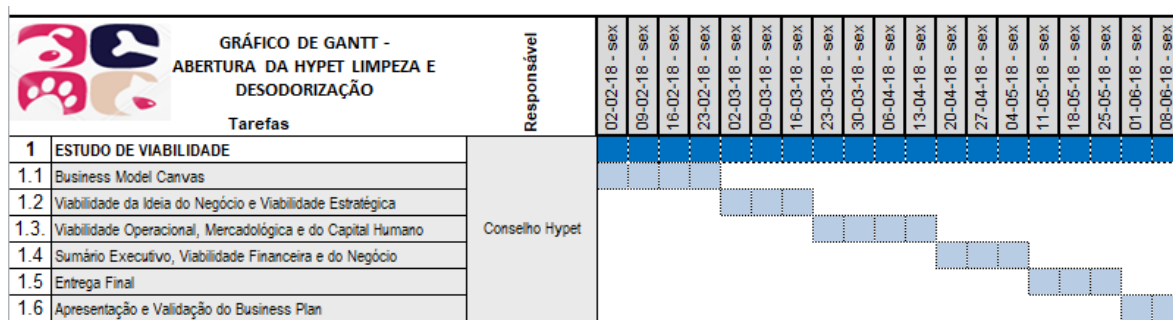 GRÁFICO DE GANTT -
ABERTURA DA HYPET LIMPEZA E
DESODORIZAÇÃO
Tarefas
Responsável
02-02-18 - sex
09-02-18 - sex
16-02-18 - sex
23-02-18 - sex
02-03-18 - sex
09-03-18 - sex
16-03-18 - sex
23-03-18 - sex
30-03-18 - sex
06-04-18 - sex
13-04-18 - sex
20-04-18 - sex
27-04-18 - sex
04-05-18 - sex
11-05-18 - sex
18-05-18 - sex
25-05-18 - sex
01-06-18 - sex
08-06-18 - sex
1 ESTUDO DE VIABILIDADE
1.1 Business Model Canvas
1.2 Viabilidade da Ideia do Negócio e Viabilidade Estratégica
1.3. Viabilidade Operacional, Mercadológica e do Capital Humano
1.4 Sumário Executivo, Viabilidade Financeira e do Negócio
1.5 Entrega Final
1.6 Apresentação e Validação do Business Plan
Conselho Hypet